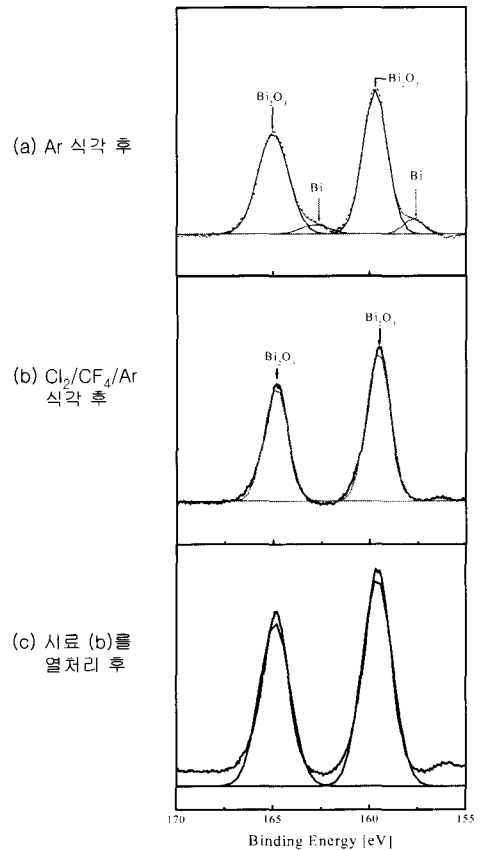 Bi₂O₃
Bi₂O₃
Bi
Bi
(a) Ar 식각 후
Bi₂O₃
Bi₂O₃
(b) Cl₂/CF₄/Ar
식각 후
(c) 시료 (b)를
열처리 후
170 165 160 155
Binding Energy [eV]